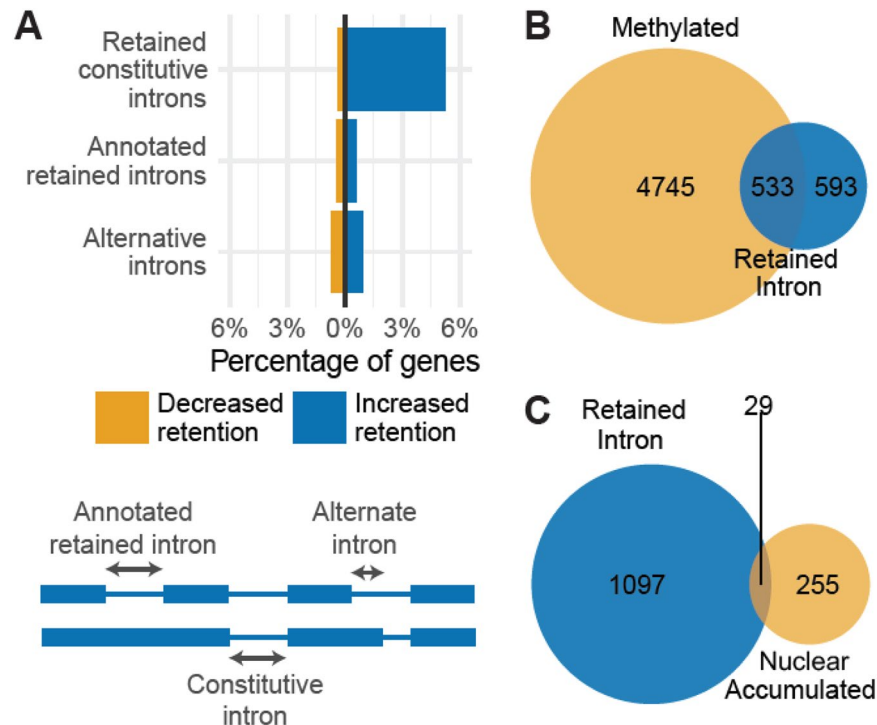 A
Retained
constitutive
introns
Annotated
retained introns
Alternative
introns
6% 3% 0% 3% 6%
Percentage of genes
Decreased
retention
Increased
retention
Annotated
retained intron
Alternate
intron
Constitutive
intron
B
Methylated
4745 533 593
Retained
Intron
C
Retained
Intron
29
1097 255
Nuclear
Accumulated